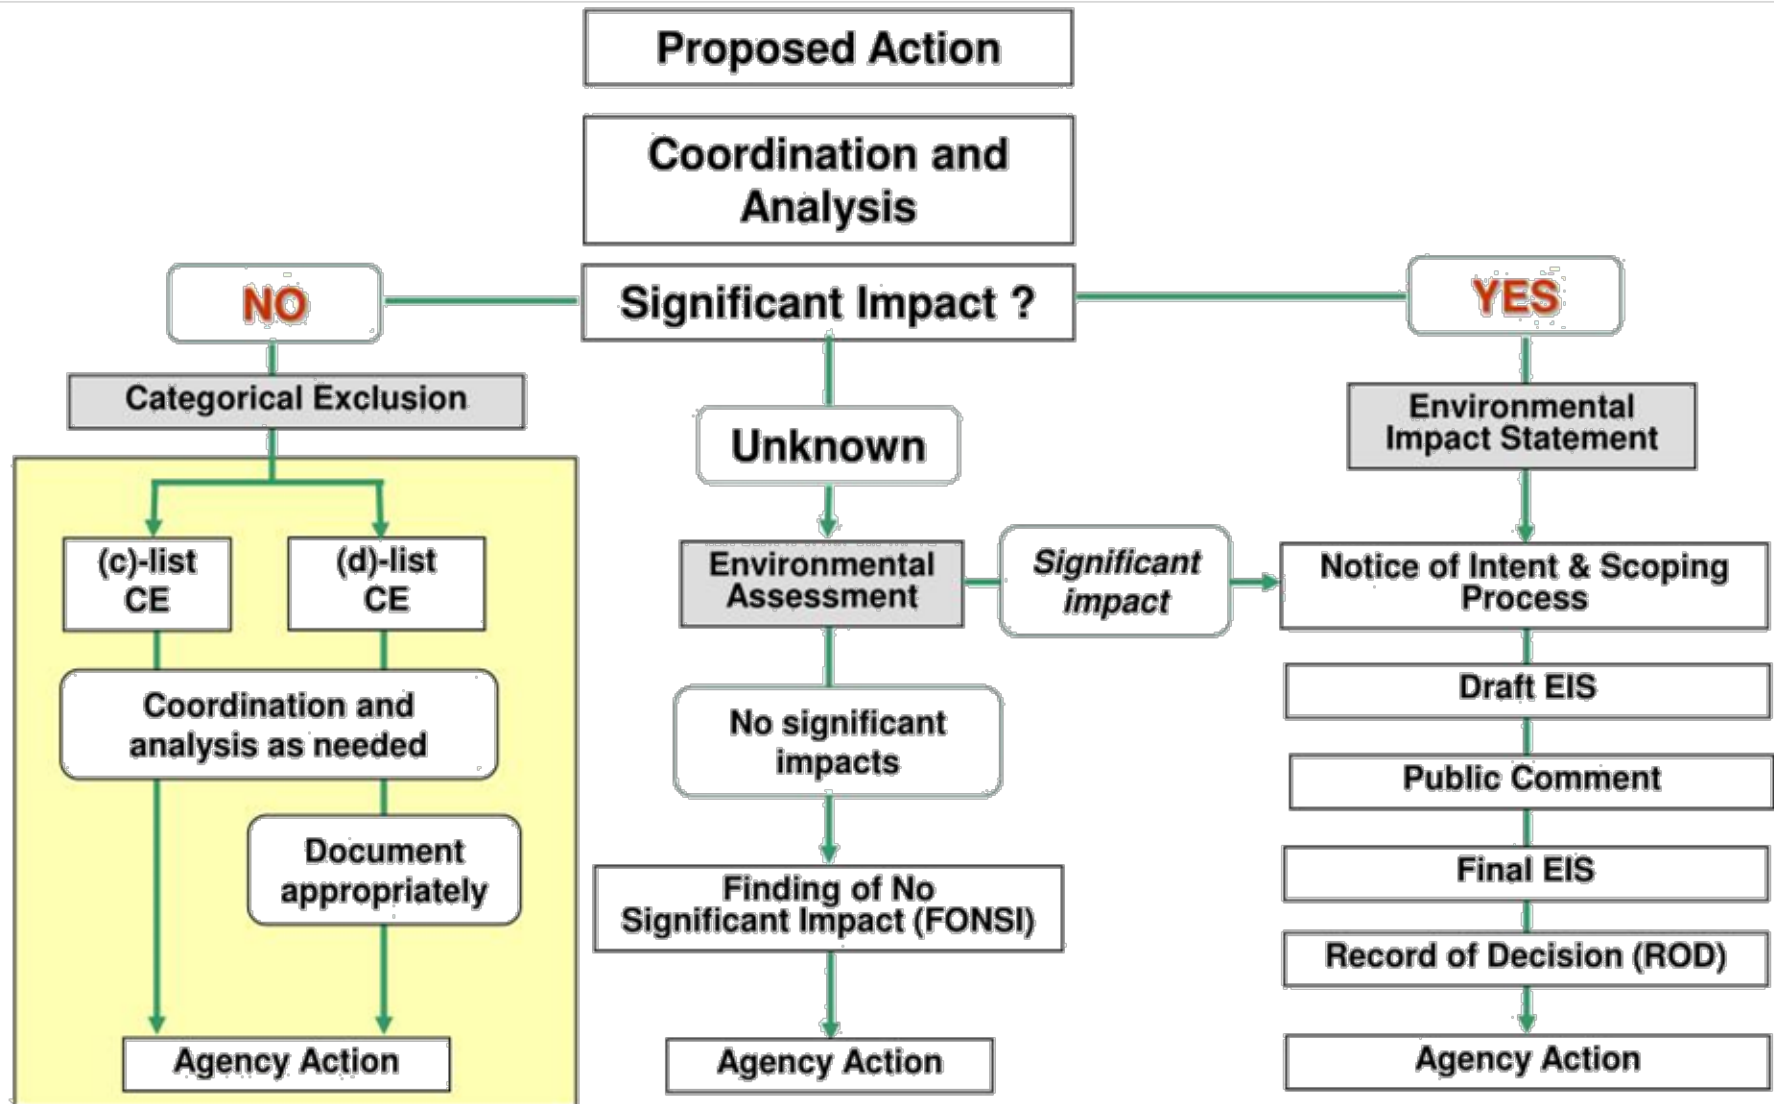 Proposed Action
Coordination and
Analysis
NO
Significant Impact ?
YES
Categorical Exclusion
Unknown
Environmental
Impact Statement
(c)-list
CE
(d)-list
CE
Environmental
Assessment
Significant
impact
Notice of Intent & Scoping
Process
Coordination and
analysis as needed
No significant
impacts
Draft EIS
Public Comment
Document
appropriately
Finding of No
Significant Impact (FONSI)
Final EIS
Record of Decision (ROD)
Agency Action
Agency Action
Agency Action